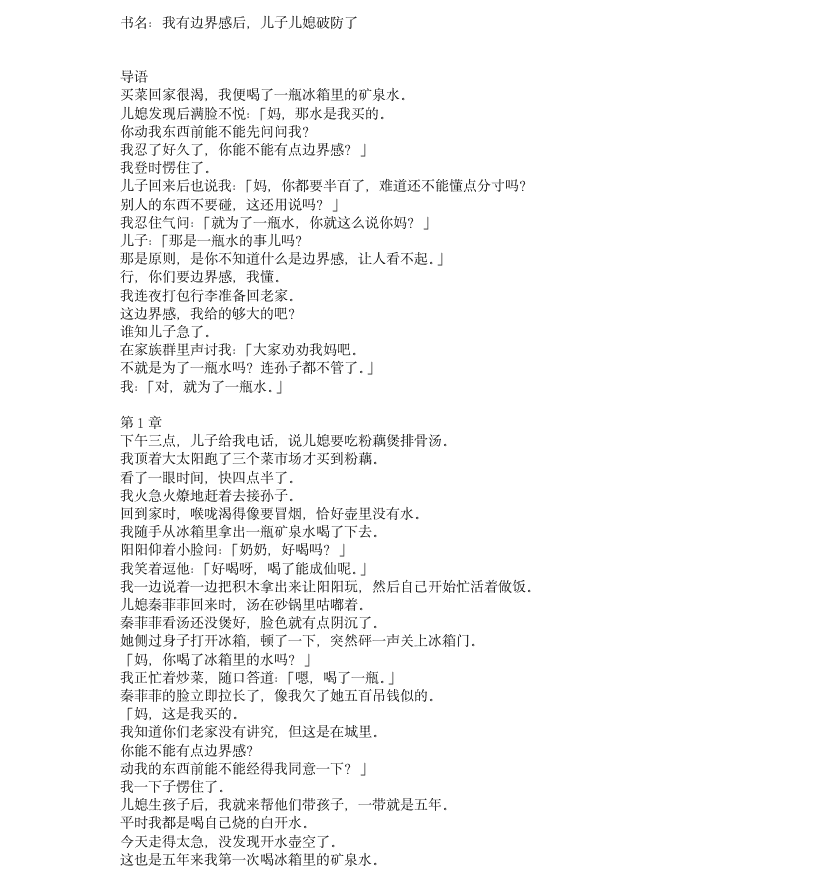 书名：我有边界感后，儿子儿媳破防了
导语
买菜回家很渴，我便喝了一瓶冰箱里的矿泉水．
儿媳发现后满脸不悦：「妈，那水是我买的．
你动我东西前能不能先问问我？
我忍了好久了，你能不能有点边界感？」
我登时愣住了．
儿子回来后也说我：「妈，你都要半百了，难道还不能懂点分寸吗？
别人的东西不要碰，这还用说吗？」
我忍住气问：「就为了一瓶水，你就这么说你妈？」
儿子：「那是一瓶水的事儿吗？
那是原则，是你不知道什么是边界感，让人看不起．」
行，你们要边界感，我懂．
我连夜打包行李准备回老家．
这边界感，我给的够大的吧？
谁知儿子急了．
在家族群里声讨我：「大家劝劝我妈吧．
不就是为了一瓶水吗？连孙子都不管了．」
我：「对，就为了一瓶水．」
第 1 章
下午三点，儿子给我电话，说儿媳要吃粉藕煲排骨汤．
我顶着大太阳跑了三个菜市场才买到粉藕．
看了一眼时间，快四点半了．
我火急火燎地赶着去接孙子．
回到家时，喉咙渴得像要冒烟，恰好壶里没有水．
我随手从冰箱里拿出一瓶矿泉水喝了下去．
阳阳仰着小脸问：「奶奶，好喝吗？」
我笑着逗他：「好喝呀，喝了能成仙呢．」
我一边说着一边把积木拿出来让阳阳玩，然后自己开始忙活着做饭．
儿媳秦菲菲回来时，汤在砂锅里咕嘟着．
秦菲菲看汤还没煲好，脸色就有点阴沉了．
她侧过身子打开冰箱，顿了一下，突然砰一声关上冰箱门．
「妈，你喝了冰箱里的水吗？」
我正忙着炒菜，随口答道：「嗯，喝了一瓶．」
秦菲菲的脸立即拉长了，像我欠了她五百吊钱似的．
「妈，这是我买的．
我知道你们老家没有讲究，但这是在城里．
你能不能有点边界感？
动我的东西前能不能经得我同意一下？」
我一下子愣住了．
儿媳生孩子后，我就来帮他们带孩子，一带就是五年．
平时我都是喝自己烧的白开水．
今天走得太急，没发现开水壶空了．
这也是五年来我第一次喝冰箱里的矿泉水．